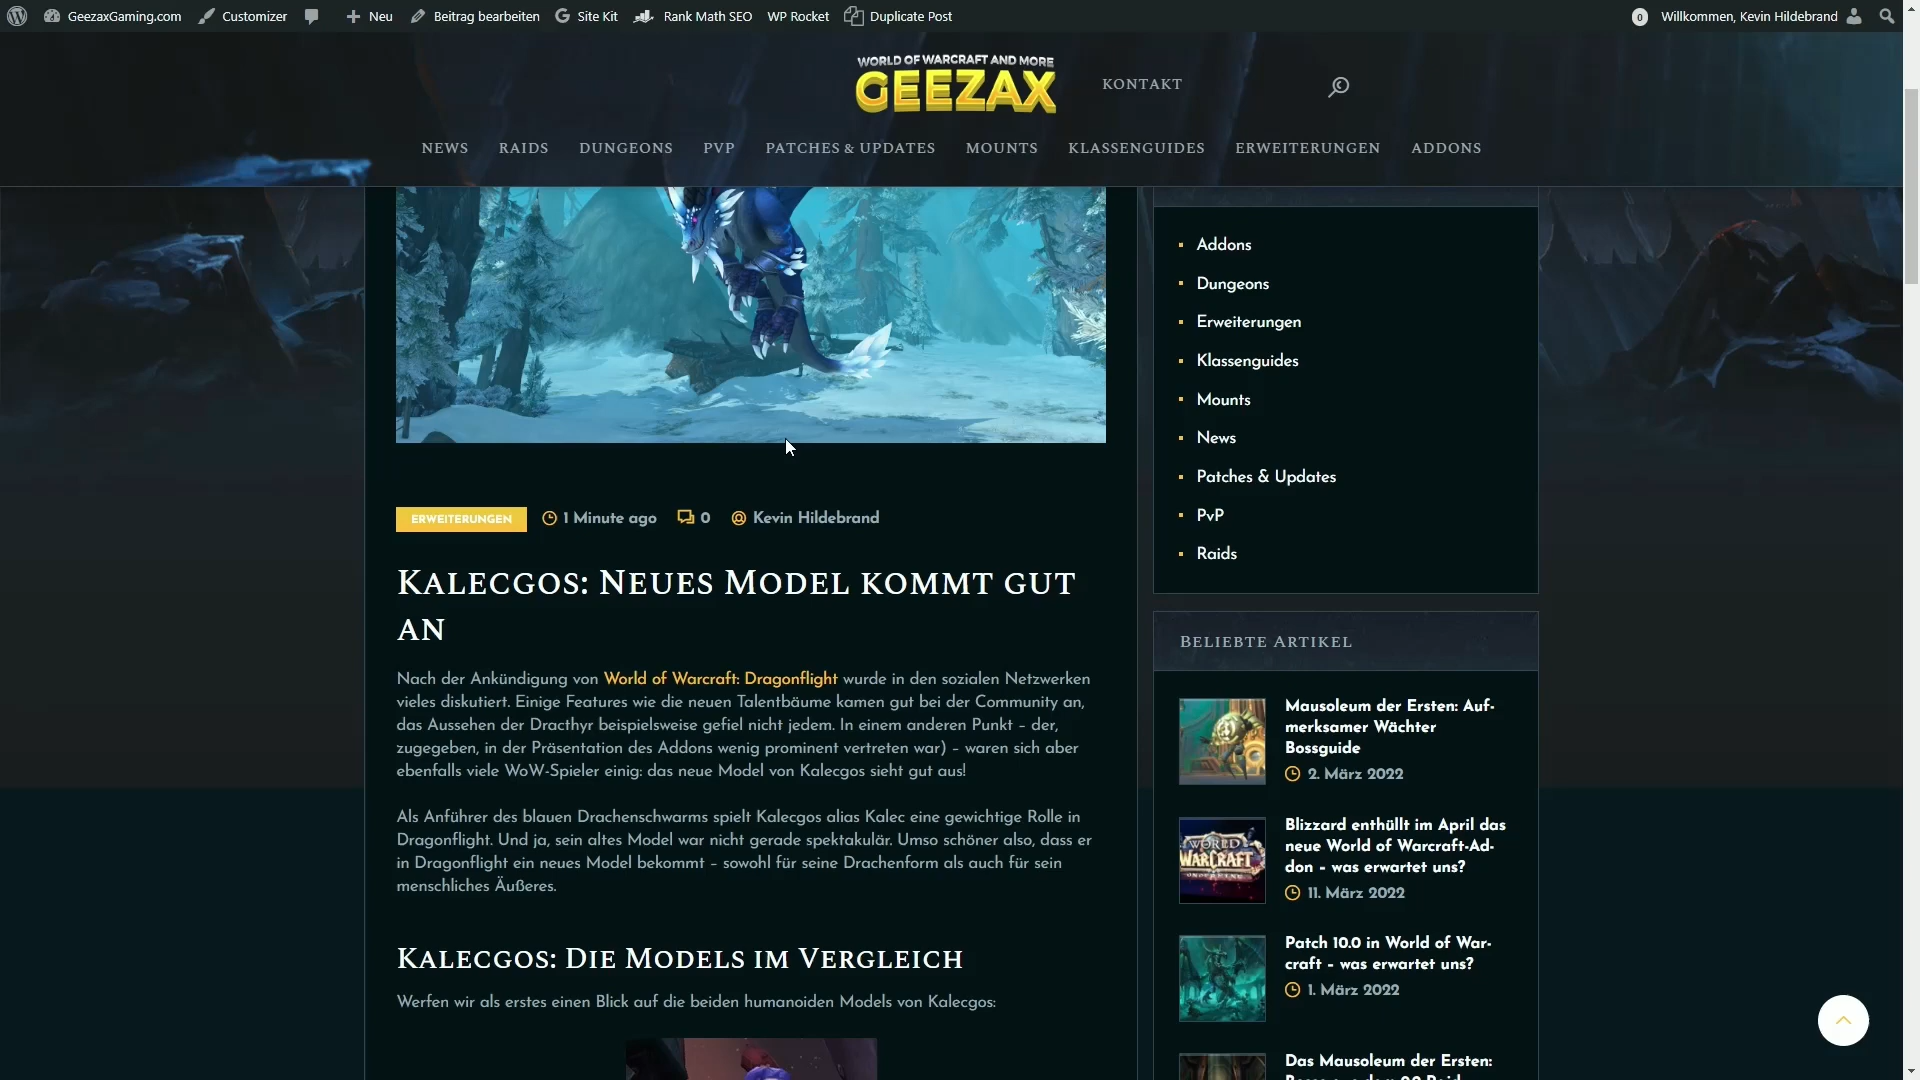 GeezaxGaming.com Customizer Neu Beitrag bearbeiten Site Kit Rank Math SEO WP Rocket Duplicate Post 0 Willkommen, Kevin Hildebrand
WORLD OF WARCRAFT AND MORE
GEEZAX
KONTAKT
NEWS RAIDS DUNGEONS PVP PATCHES & UPDATES MOUNTS KLASSENGUIDES ERWEITERUNGEN ADDONS
ERWEITERUNGEN 1 Minute ago 0 Kevin Hildebrand
Kalecgos: Neues Model kommt gut
an
Nach der Ankündigung von World of Warcraft: Dragonflight wurde in den sozialen Netzwerken
vieles diskutiert. Einige Features wie die neuen Talentbäume kamen gut bei der Community an,
das Aussehen der Dracthyr beispielsweise gefiel nicht jedem. In einem anderen Punkt – der,
zugegeben, in der Präsentation des Addons wenig prominent vertreten war) – waren sich aber
ebenfalls viele WoW-Spieler einig: das neue Model von Kalecgos sieht gut aus!
Als Anführer des blauen Drachenschwarms spielt Kalecgos alias Kalec eine gewichtige Rolle in
Dragonflight. Und ja, sein altes Model war nicht gerade spektakulär. Umso schöner also, dass er
in Dragonflight ein neues Model bekommt – sowohl für seine Drachenform als auch für sein
menschliches Äußeres.
Kalecgos: Die Models im Vergleich
Werfen wir als erstes einen Blick auf die beiden humanoiden Models von Kalecgos:
Addons
Dungeons
Erweiterungen
Klassenguides
Mounts
News
Patches & Updates
PvP
Raids
Beliebte Artikel
Mausoleum der Ersten: Auf-
merksamer Wächter
Bossguide
2. März 2022
WORLD
WARCRAFT
Blizzard enthüllt im April das
neue World of Warcraft-Ad-
don – was erwartet uns?
11. März 2022
Patch 10.0 in World of War-
craft – was erwartet uns?
1. März 2022
Das Mausoleum der Ersten: